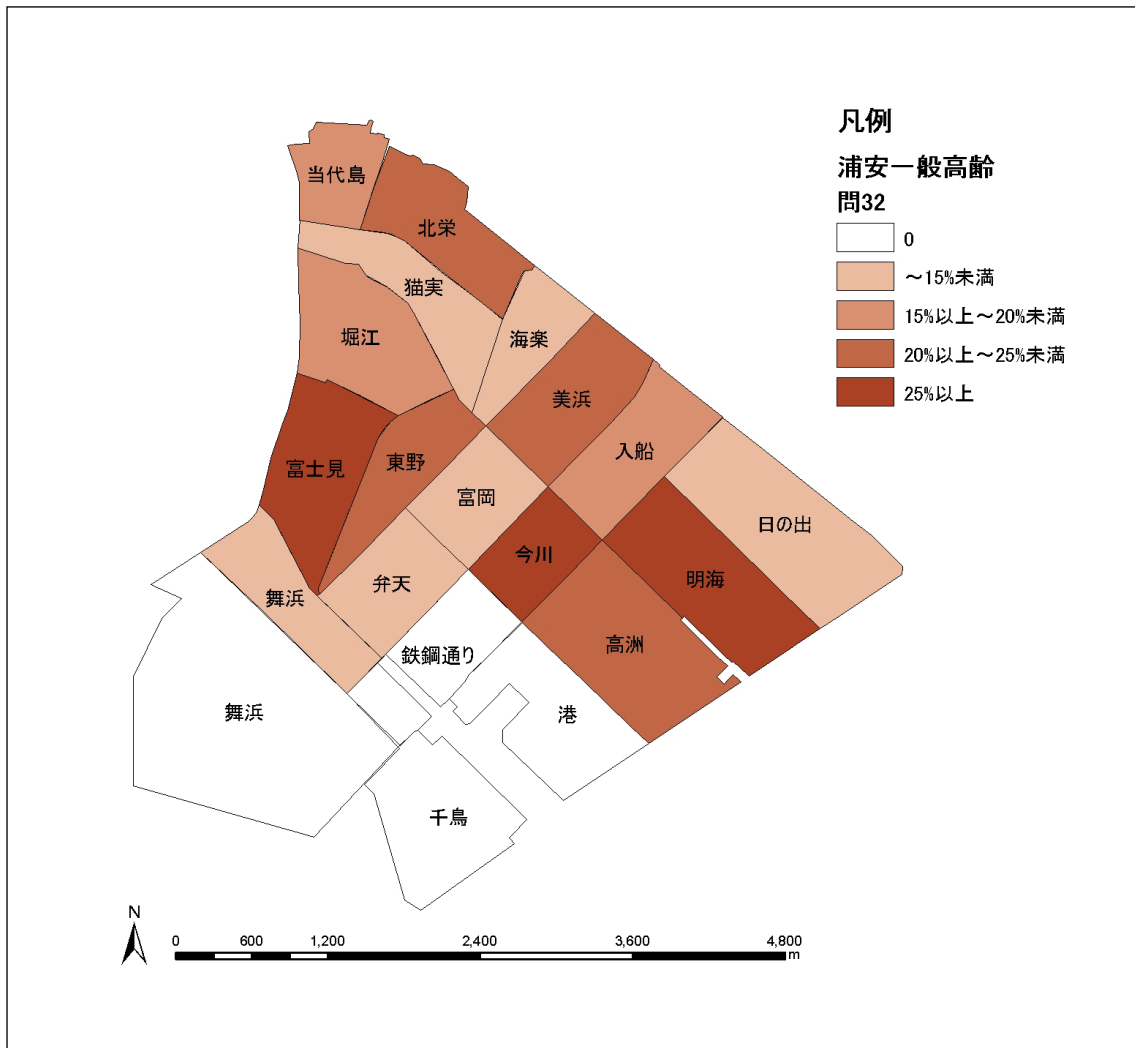 凡例
浦安一般高齢
問32
0
～15%未満
15%以上～20%未満
20%以上～25%未満
25%以上
当代島
北栄
猫実
海楽
堀江
美浜
入船
富士見
東野
富岡
日の出
今川
明海
弁天
舞浜
高洲
鉄鋼通り
舞浜
港
千鳥
N
0 600 1,200 2,400 3,600 4,800
m